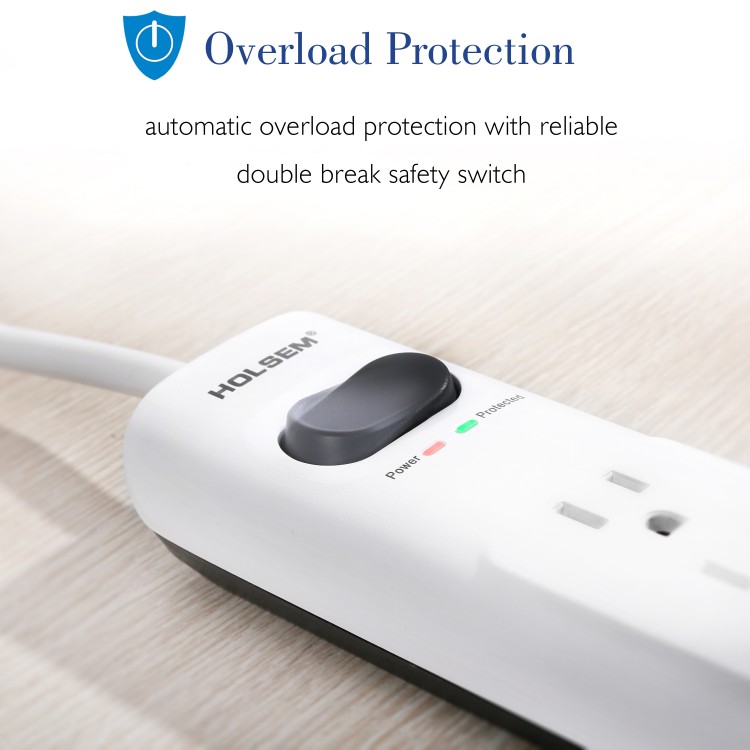 Overload Protection
automatic overload protection with reliable
double break safety switch
HOLSEM®
Power
Protected